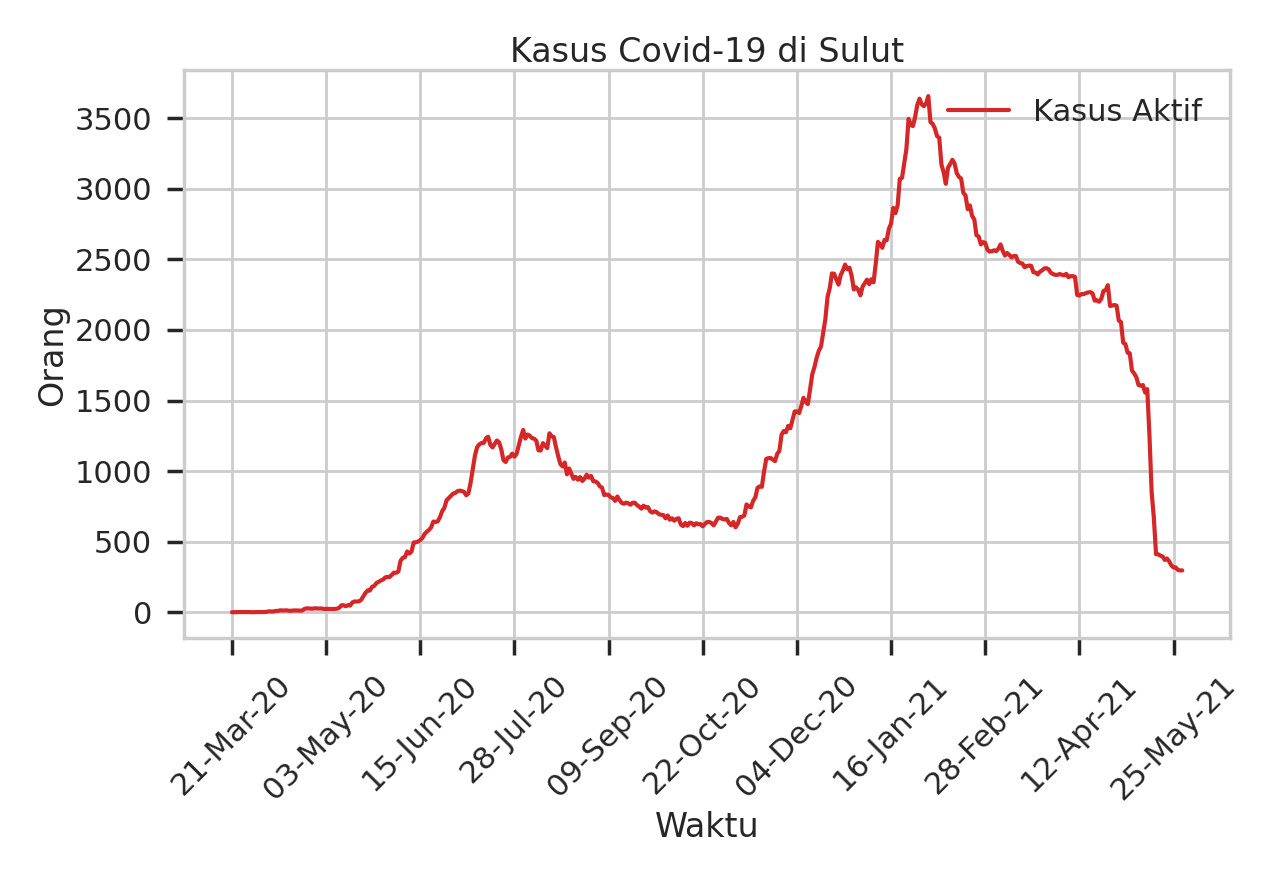 Kasus Covid-19 di Sulut
Kasus Aktif
3500
3000
2500
2000
1500
1000
500
0
Orang
21-Mar-20
03-May-20
15-Jun-20
28-Jul-20
09-Sep-20
22-Oct-20
04-Dec-20
16-Jan-21
28-Feb-21
12-Apr-21
25-May-21
Waktu